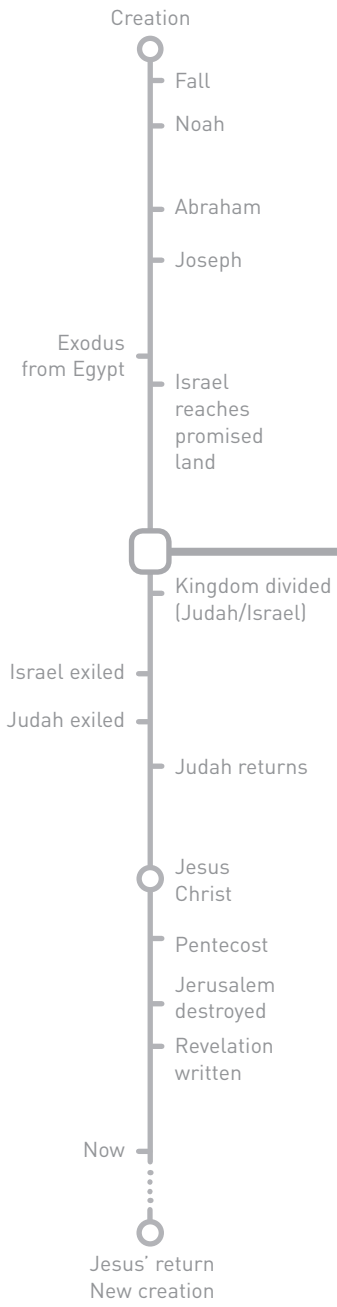 Creation
Fall
Noah
Abraham
Joseph
Exodus
from Egypt
Israel
reaches
promised
land
Kingdom divided
(Judah/Israel)
Israel exiled
Judah exiled
Judah returns
Jesus
Christ
Pentecost
Jerusalem
destroyed
Revelation
written
Now
Jesus' return
New creation